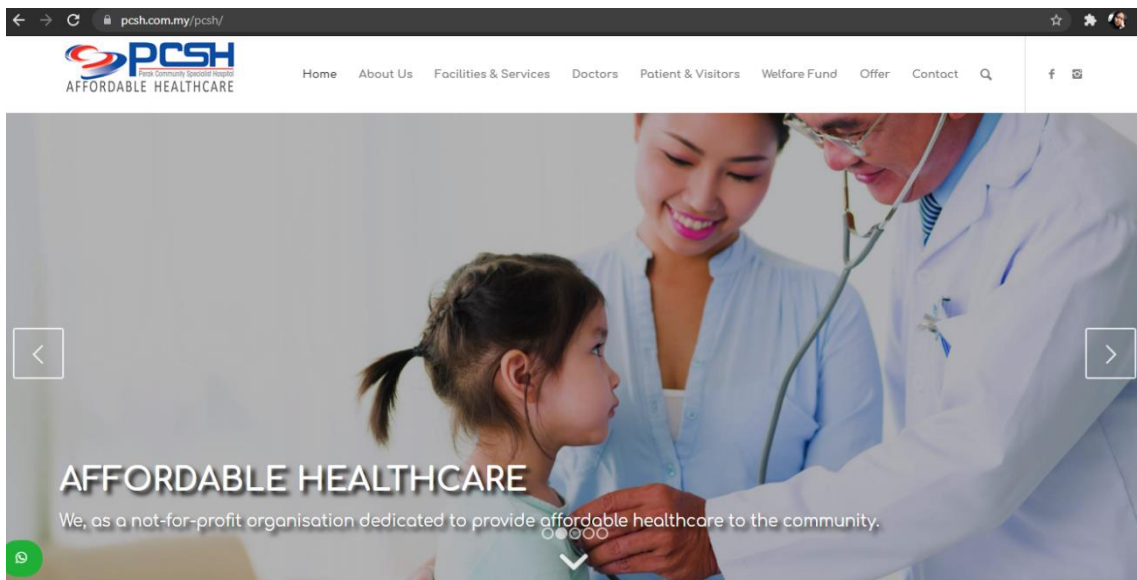 pcsh.com.my/pcsh/
PCSH
Perak Community Specialist Hospital
AFFORDABLE HEALTHCARE
Home About Us Facilities & Services Doctors Patient & Visitors Welfare Fund Offer Contact
AFFORDABLE HEALTHCARE
We, as a not-for-profit organisation dedicated to provide affordable healthcare to the community.